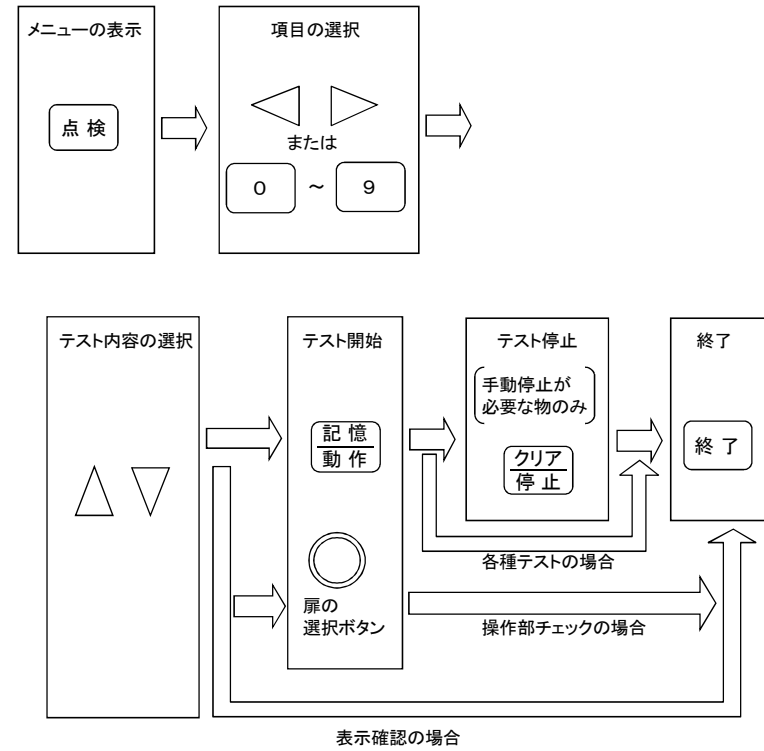 メニューの表示
点 検
項目の選択
または
0 ～ 9
テスト内容の選択
テスト開始
記 憶
動 作
扉の
選択ボタン
テスト停止
手動停止が
必要な物のみ
クリア
停 止
終了
終 了
各種テストの場合
操作部チェックの場合
表示確認の場合